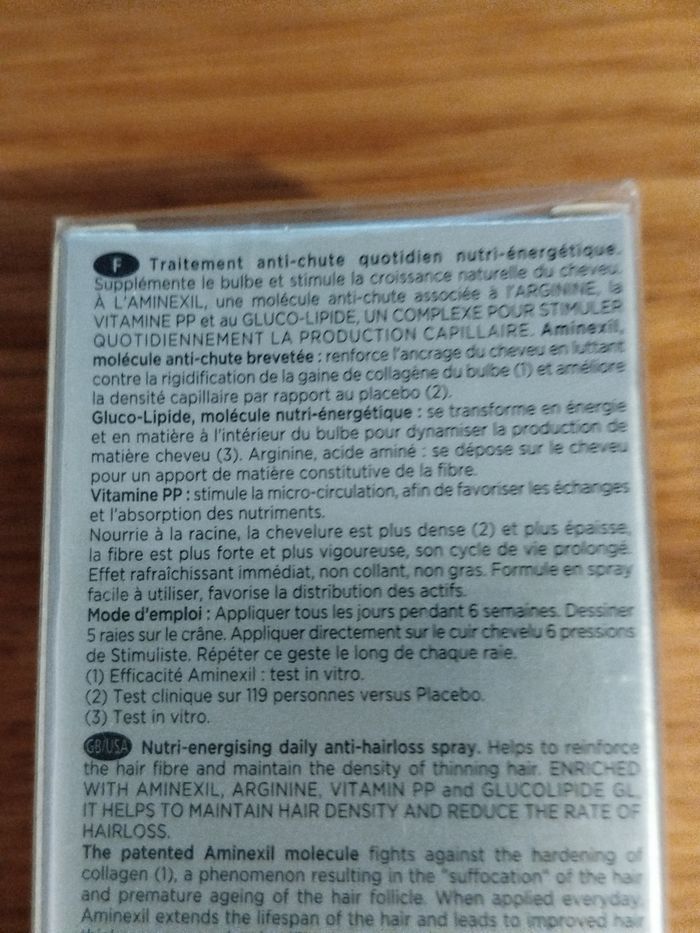 F Traitement anti-chute quotidien nutri-énergétique.
Supplémente le bulbe et stimule la croissance naturelle du cheveu.
À L'AMINEXIL, une molécule anti-chute associée à l'ARGININE, la
VITAMINE PP et au GLUCO-LIPIDE, UN COMPLEXE POUR STIMULER
QUOTIDIENNEMENT LA PRODUCTION CAPILLAIRE. Aminexil,
molécule anti-chute brevetée : renforce l'ancrage du cheveu en luttant
contre la rigidification de la gaine de collagène du bulbe (1) et améliore
la densité capillaire par rapport au placebo (2).
Gluco-Lipide, molécule nutri-énergétique : se transforme en énergie
et en matière à l'intérieur du bulbe pour dynamiser la production de
matière cheveu (3). Arginine, acide aminé : se dépose sur le cheveu
pour un apport de matière constitutive de la fibre.
Vitamine PP : stimule la micro-circulation, afin de favoriser les échanges
et l'absorption des nutriments.
Nourrie à la racine, la chevelure est plus dense (2) et plus épaisse,
la fibre est plus forte et plus vigoureuse, son cycle de vie prolongé.
Effet rafraîchissant immédiat, non collant, non gras. Formule en spray
facile à utiliser, favorise la distribution des actifs.
Mode d'emploi : Appliquer tous les jours pendant 6 semaines. Dessiner
5 raies sur le crâne. Appliquer directement sur le cuir chevelu 6 pressions
de Stimuliste. Répéter ce geste le long de chaque raie.
(1) Efficacité Aminexil : test in vitro.
(2) Test clinique sur 119 personnes versus Placebo.
(3) Test in vitro.
GB/USA Nutri-energising daily anti-hairloss spray. Helps to reinforce
the hair fibre and maintain the density of thinning hair. ENRICHED
WITH AMINEXIL, ARGININE, VITAMIN PP and GLUCOLIPIDE GL,
IT HELPS TO MAINTAIN HAIR DENSITY AND REDUCE THE RATE OF
HAIRLOSS.
The patented Aminexil molecule fights against the hardening of
collagen (1), a phenomenon resulting in the "suffocation" of the hair
and premature ageing of the hair follicle. When applied everyday,
Aminexil extends the lifespan of the hair and leads to improved hair